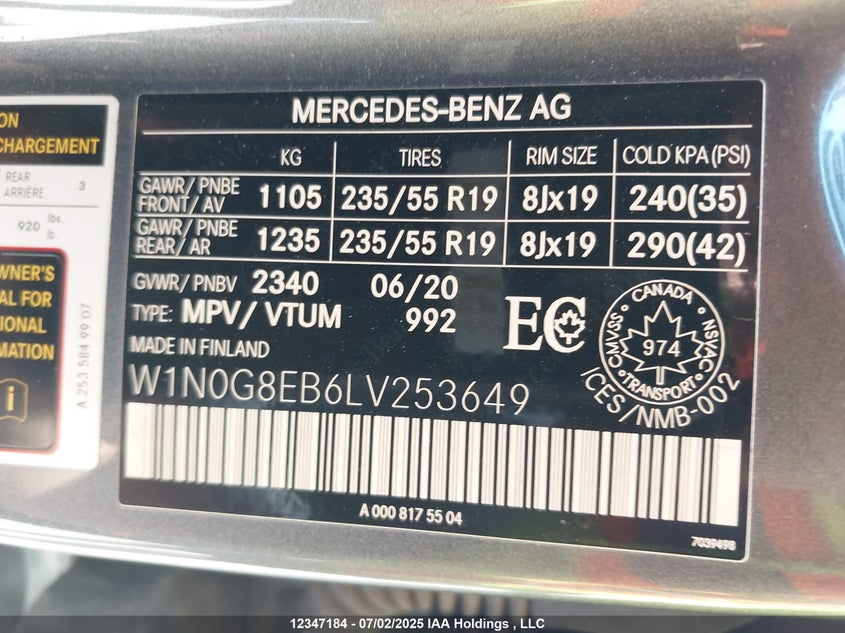 ON
CHARGEMENT
REAR
ARRIÈRE 3
920 lbs.
lb.
WNER'S
AL FOR
IONAL
MATION
A 253 584 99 07
MERCEDES-BENZ AG
KG TIRES RIM SIZE COLD KPA (PSI)
GAWR/ PNBE
FRONT/ AV 1105 235/55 R19 8Jx19 240(35)
GAWR/ PNBE
REAR/ AR 1235 235/55 R19 8Jx19 290(42)
GVWR/ PNBV 2340 06/20
TYPE: MPV/ VTUM 992
MADE IN FINLAND
W1N0G8EB6LV253649
EC
CANADA
CMVSS NSVAC
974
TRANSPORT
ICES/NMB-002
A 000 817 55 04
7039498
12347184 - 07/02/2025 IAA Holdings , LLC